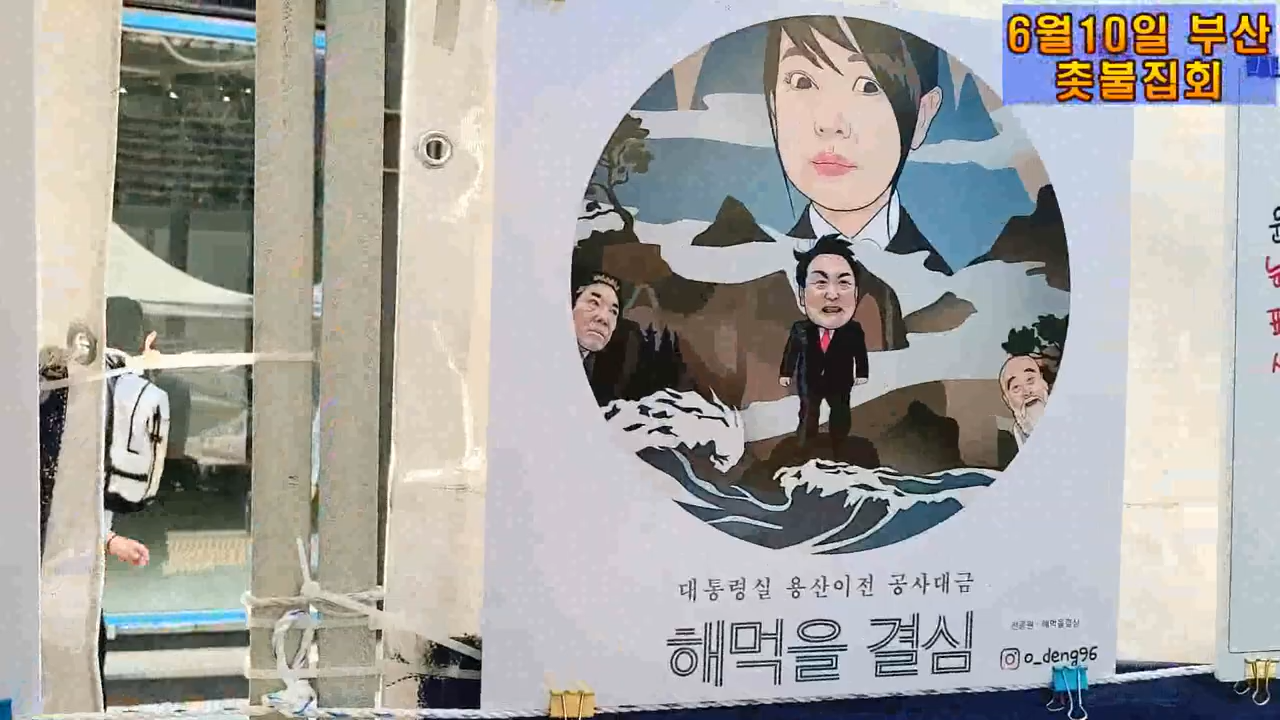 6월10일 부산
촛불집회
대통령실 용산이전 공사대금
해먹을 결심
o_deng96